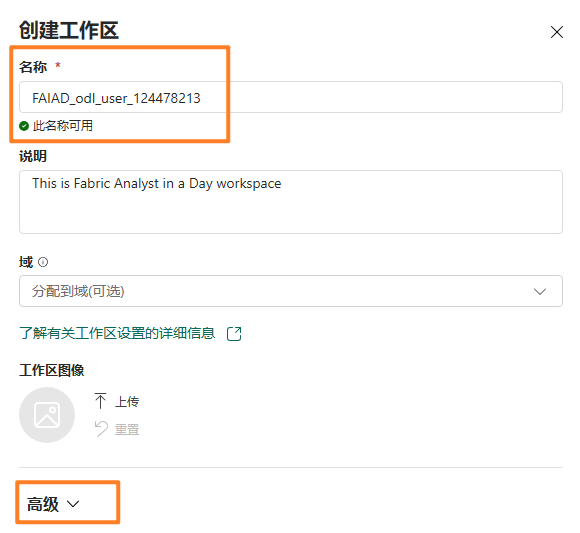 创建工作区
名称 *
FAIAD_odl_user_124478213
此名称可用
说明
This is Fabric Analyst in a Day workspace
域
分配到域(可选)
了解有关工作区设置的详细信息
工作区图像
上传
重置
高级